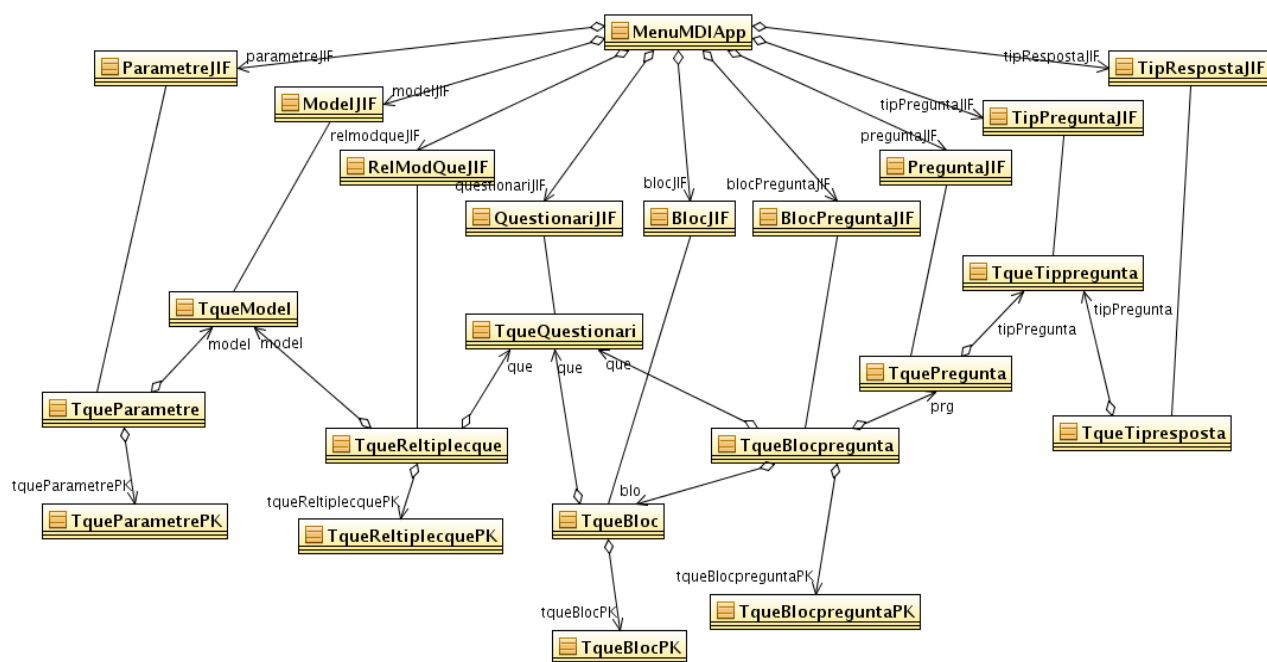 MenuMDIApp
parametreJIF
tipRespostaJIF
ParametreJIF
TipRespostaJIF
modelJIF
tipPreguntaJIF
ModelJIF
TipPreguntaJIF
relmodqueJIF
preguntaJIF
RelModQueJIF
PreguntaJIF
questionariJIF
blocJIF
blocPreguntaJIF
QuestionariJIF
BlocJIF
BlocPreguntaJIF
TqueTippregunta
TqueModel
tipPregunta
TqueQuestionari
tipPregunta
model
model
que
que
que
TquePregunta
TqueParametre
prg
TqueReltiplecque
TqueBlocpregunta
TqueTipresposta
tqueParametrePK
blo
tqueReltiplecquePK
TqueParametrePK
TqueReltiplecquePK
TqueBloc
tqueBlocpreguntaPK
tqueBlocPK
TqueBlocpreguntaPK
TqueBlocPK